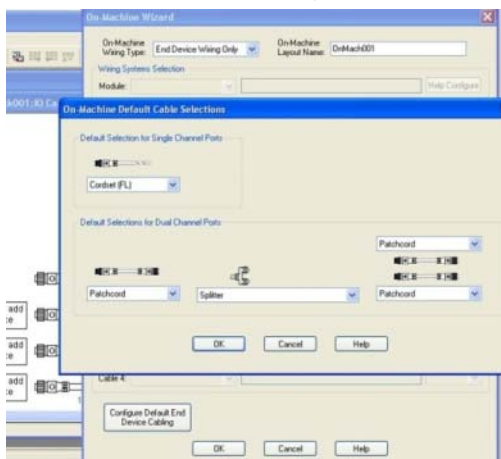 On-Machine Wizard
On-Machine Wiring Type: End Device Wiring Only
On-Machine Layout Name: OnMach001
Wiring Systems Selection
Module:
Help Configure
On-Machine Default Cable Selections
Default Selection for Single Channel Ports
Cordset (FL)
Default Selections for Dual Channel Ports
Patchcord
Patchcord
Splitter
Patchcord
OK
Cancel
Help
add
add
add
Cable 4:
Configure Default End Device Cabling
OK
Cancel
Help